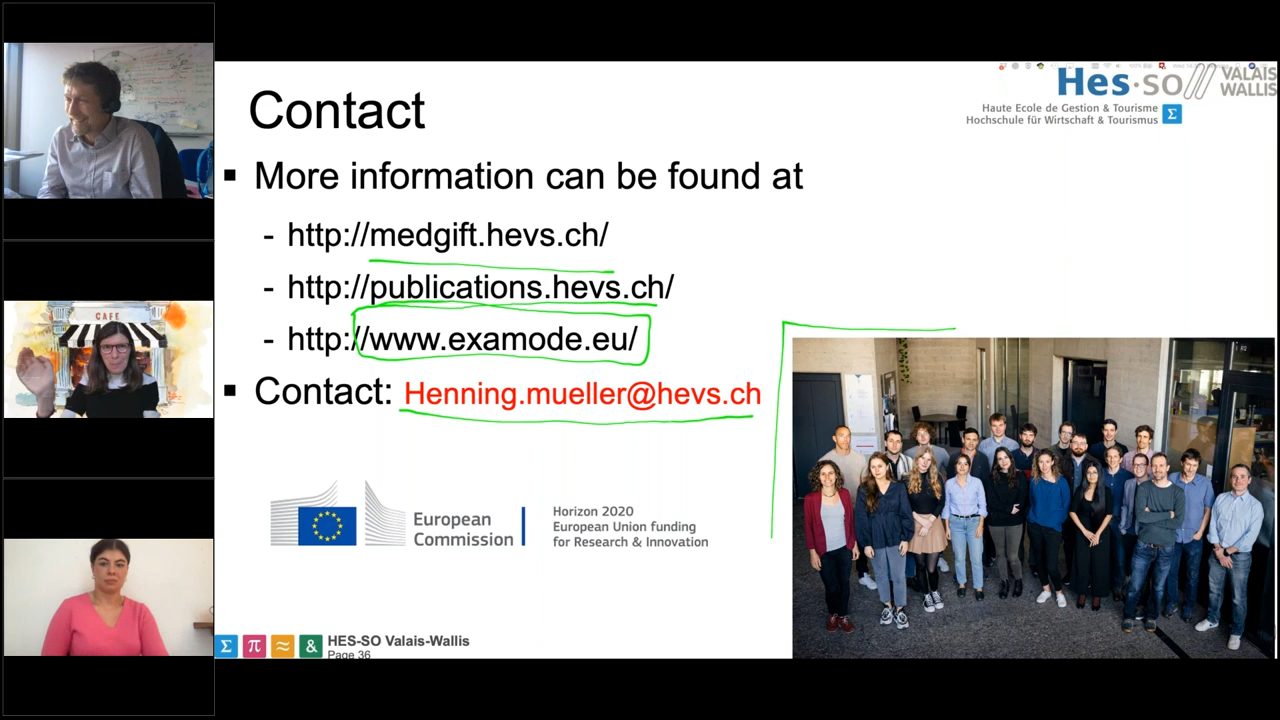 CAFE
Contact
Hes·so// VALAIS
WALLIS
Haute Ecole de Gestion & Tourisme
Hochschule für Wirtschaft & Tourismus Σ
▪ More information can be found at
- http://medgift.hevs.ch/
- http://publications.hevs.ch/
- http://www.examode.eu/
▪ Contact: Henning.mueller@hevs.ch
European
Commission
Horizon 2020
European Union funding
for Research & Innovation
Σ π ≈ & HES-SO Valais-Wallis
Page 36